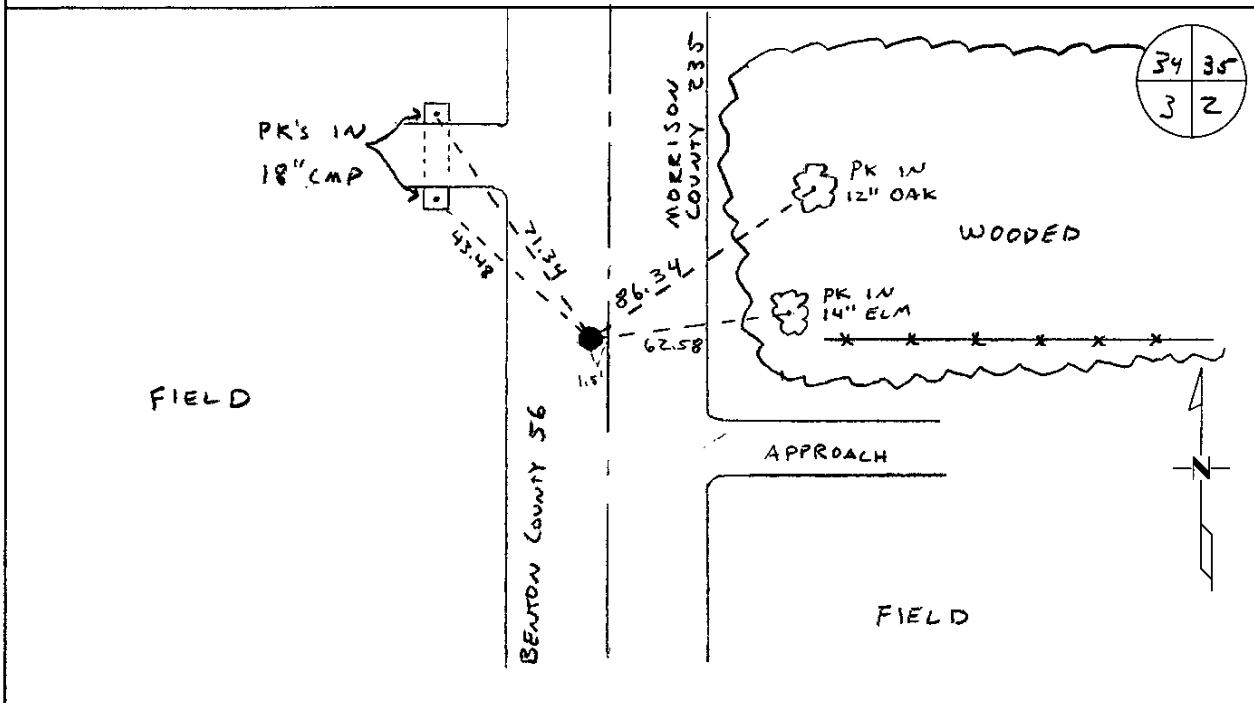 34 35
3 2
PK'S IN
18" CMP
MORRISON
COUNTY 235
PK IN
12" OAK
WOODED
43.48
71.34
86.34
PK IN
14" ELM
62.58
1.5'
FIELD
BENTON COUNTY 56
APPROACH
N
FIELD